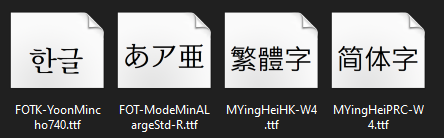 한글
あア亜
繁體字
简体字
FOTK-YoonMincho740.ttf
FOT-ModeMinALargeStd-R.ttf
MYingHeiHK-W4.ttf
MYingHeiPRC-W4.ttf